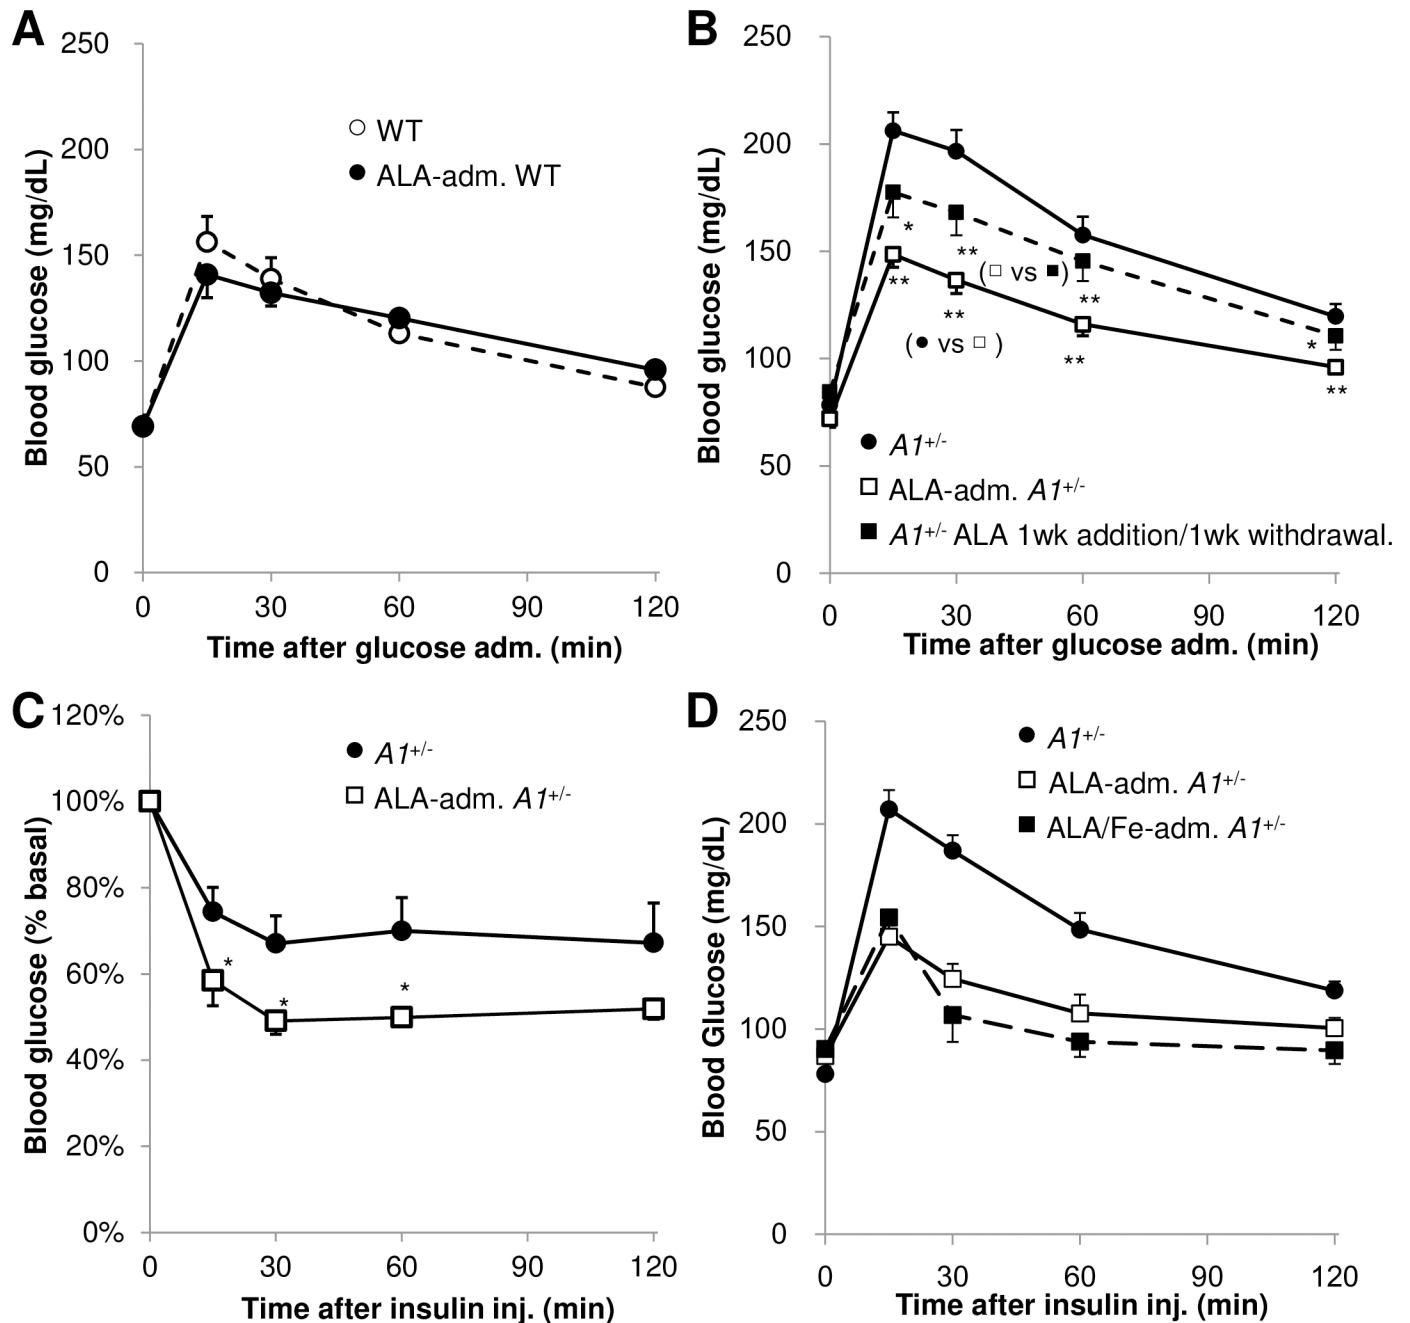 A
250
200
150
100
50
0
0 30 60 90 120
Blood glucose (mg/dL)
Time after glucose adm. (min)
WT
ALA-adm. WT
B
250
200
150
100
50
0
0 30 60 90 120
Blood glucose (mg/dL)
Time after glucose adm. (min)
*
**
(□ vs ■)
**
**
**
(● vs □)
**
*
**
A1+/-
ALA-adm. A1+/-
A1+/- ALA 1wk addition/1wk withdrawal.
C
120%
100%
80%
60%
40%
20%
0%
0 30 60 90 120
Blood glucose (% basal)
Time after insulin inj. (min)
A1+/-
ALA-adm. A1+/-
*
*
*
D
250
200
150
100
50
0
0 30 60 90 120
Blood Glucose (mg/dL)
Time after insulin inj. (min)
A1+/-
ALA-adm. A1+/-
ALA/Fe-adm. A1+/-